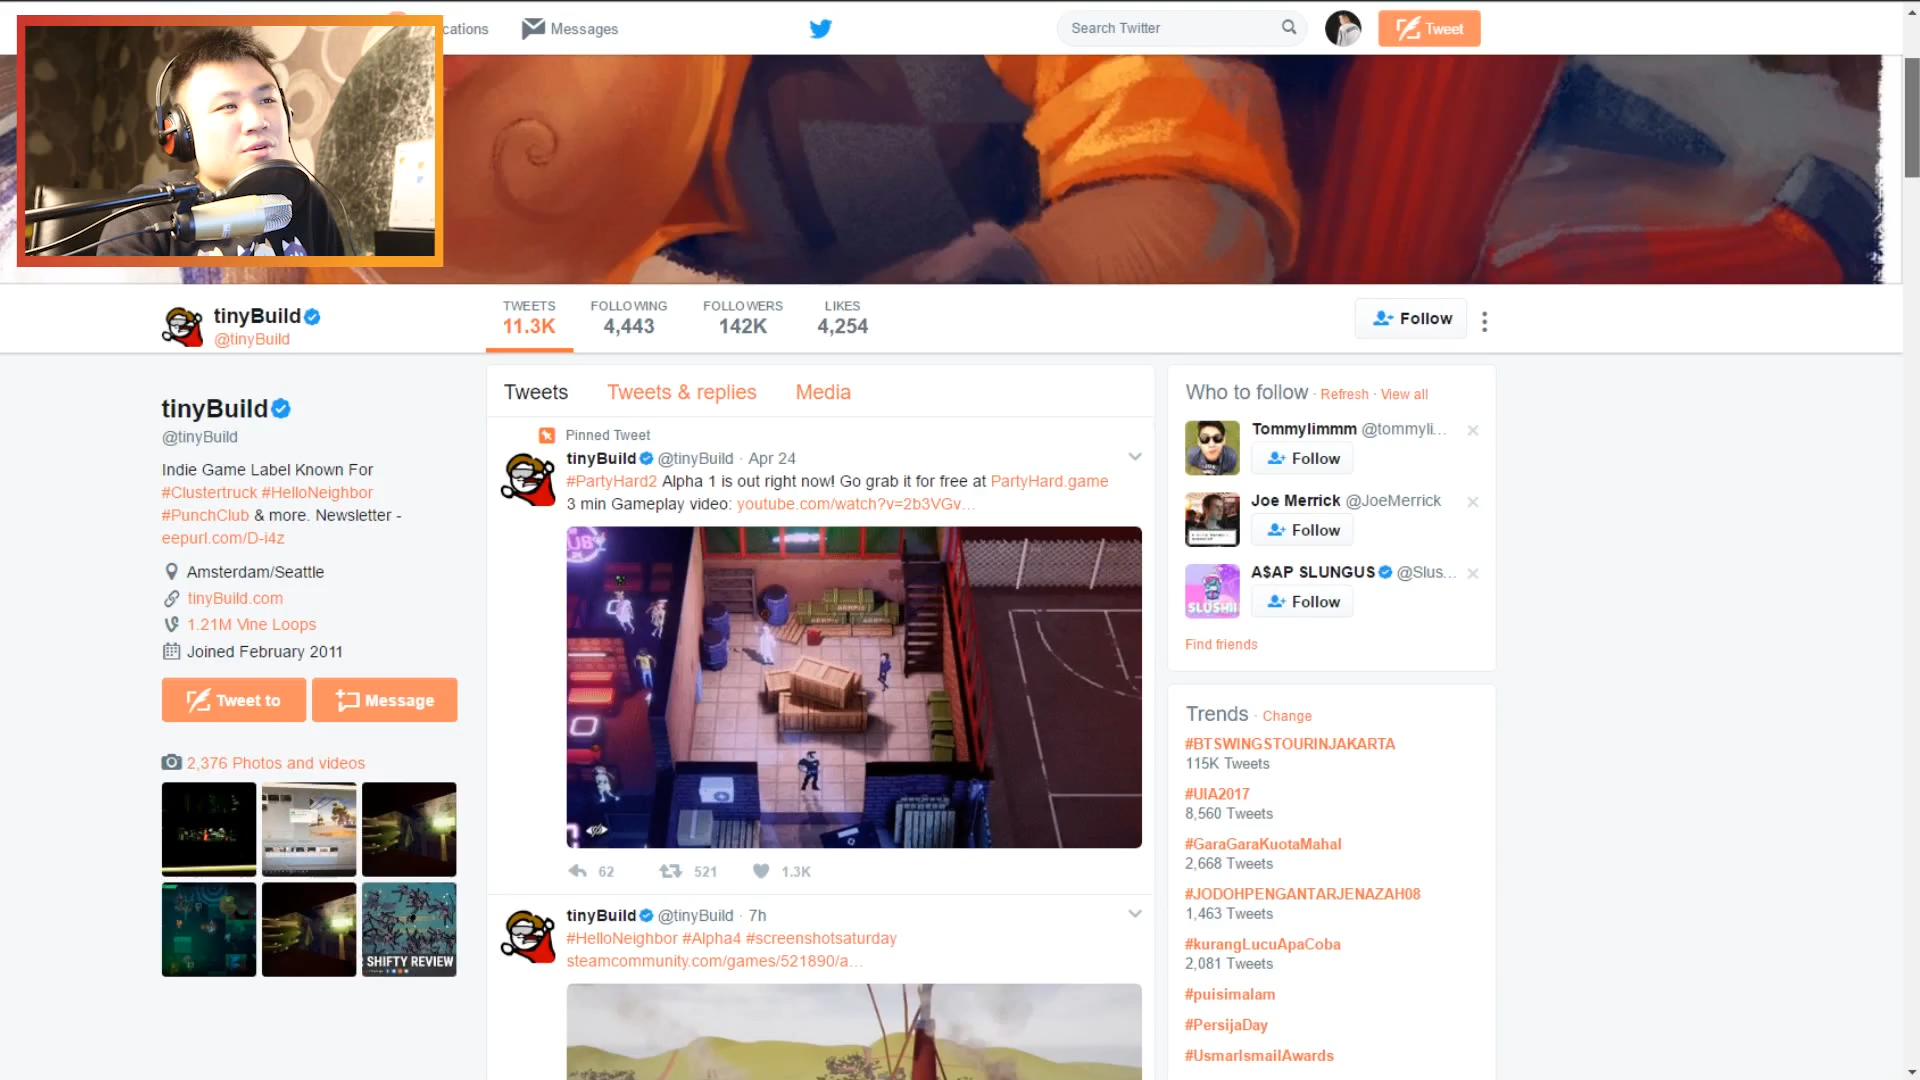 cations
Messages
Search Twitter
Tweet
tinyBuild
@tinyBuild
TWEETS
11.3K
FOLLOWING
4,443
FOLLOWERS
142K
LIKES
4,254
Follow
tinyBuild
@tinyBuild
Indie Game Label Known For
#Clustertruck #HelloNeighbor
#PunchClub & more. Newsletter -
eepurl.com/D-i4z
Amsterdam/Seattle
tinyBuild.com
1.21M Vine Loops
Joined February 2011
Tweet to
Message
2,376 Photos and videos
SHIFTY REVIEW
Tweets
Tweets & replies
Media
Pinned Tweet
tinyBuild @tinyBuild · Apr 24
#PartyHard2 Alpha 1 is out right now! Go grab it for free at PartyHard.game
3 min Gameplay video: youtube.com/watch?v=2b3VGv…
62
521
1.3K
tinyBuild @tinyBuild · 7h
#HelloNeighbor #Alpha4 #screenshotsaturday
steamcommunity.com/games/521890/a…
Who to follow · Refresh · View all
Tommylimmm @tommyli...
Follow
Joe Merrick @JoeMerrick
Follow
A$AP SLUNGUS @Slus...
Follow
SLUSHII
Find friends
Trends · Change
#BTSWINGSTOURINJAKARTA
115K Tweets
#UIA2017
8,560 Tweets
#GaraGaraKuotaMahal
2,668 Tweets
#JODOHPENGANTARJENAZAH08
1,463 Tweets
#kurangLucuApaCoba
2,081 Tweets
#puisimalam
#PersijaDay
#UsmarIsmailAwards